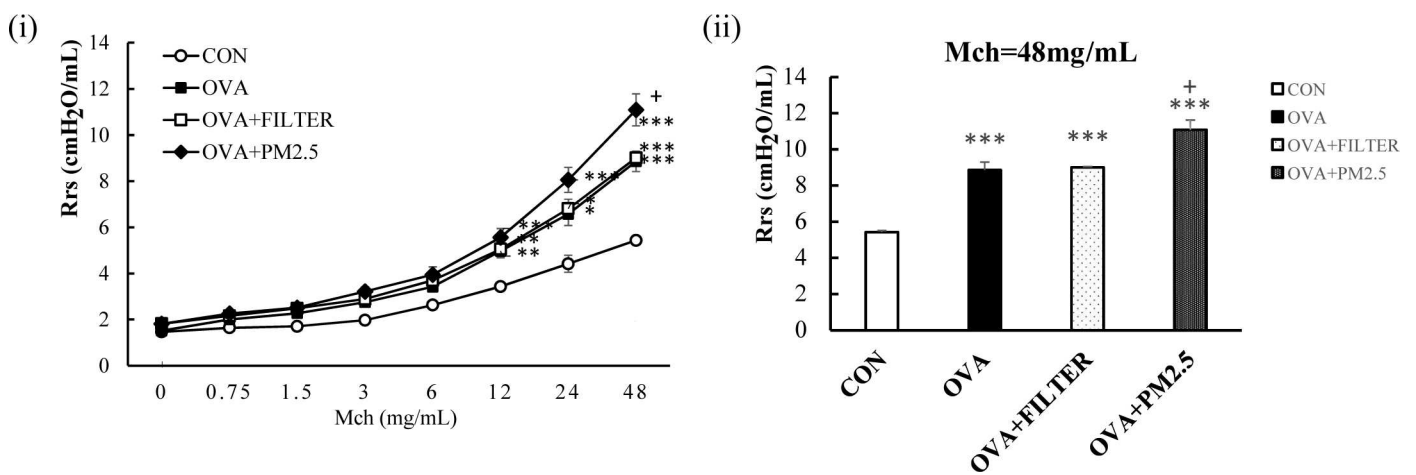 (i)
Rrs (cmH₂O/mL)
14
12
10
8
6
4
2
0
CON
OVA
OVA+FILTER
OVA+PM2.5
+
***
***
***
***
*
*
***
**
**
0 0.75 1.5 3 6 12 24 48
Mch (mg/mL)
(ii)
Mch=48mg/mL
Rrs (cmH₂O/mL)
14
12
10
8
6
4
2
0
***
***
+
***
CON
OVA
OVA+FILTER
OVA+PM2.5
CON
OVA
OVA+FILTER
OVA+PM2.5